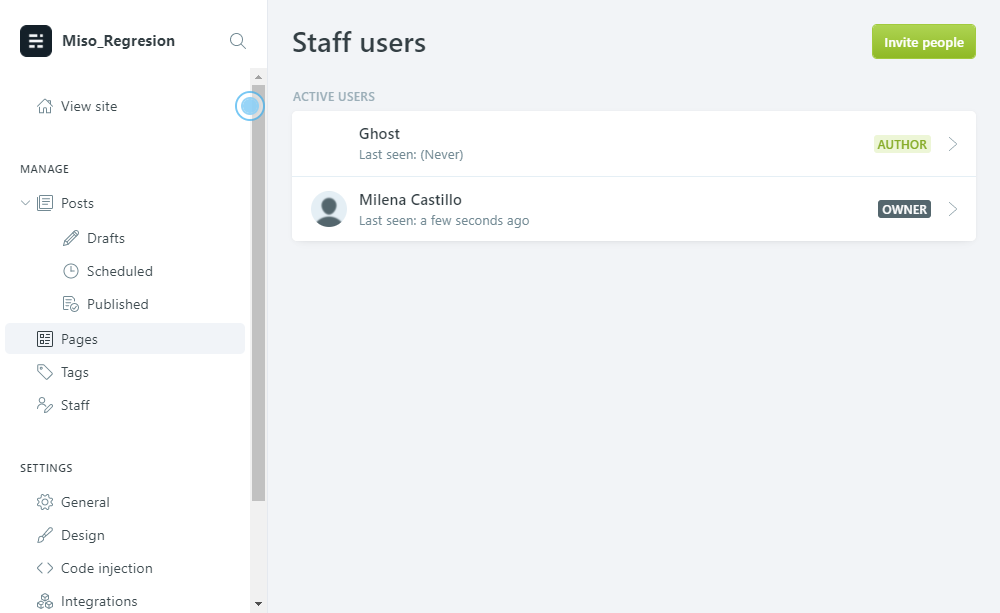 Miso_Regresion
View site
MANAGE
Posts
Drafts
Scheduled
Published
Pages
Tags
Staff
SETTINGS
General
Design
Code injection
Integrations
Staff users
Invite people
ACTIVE USERS
Ghost
Last seen: (Never)
AUTHOR
Milena Castillo
Last seen: a few seconds ago
OWNER